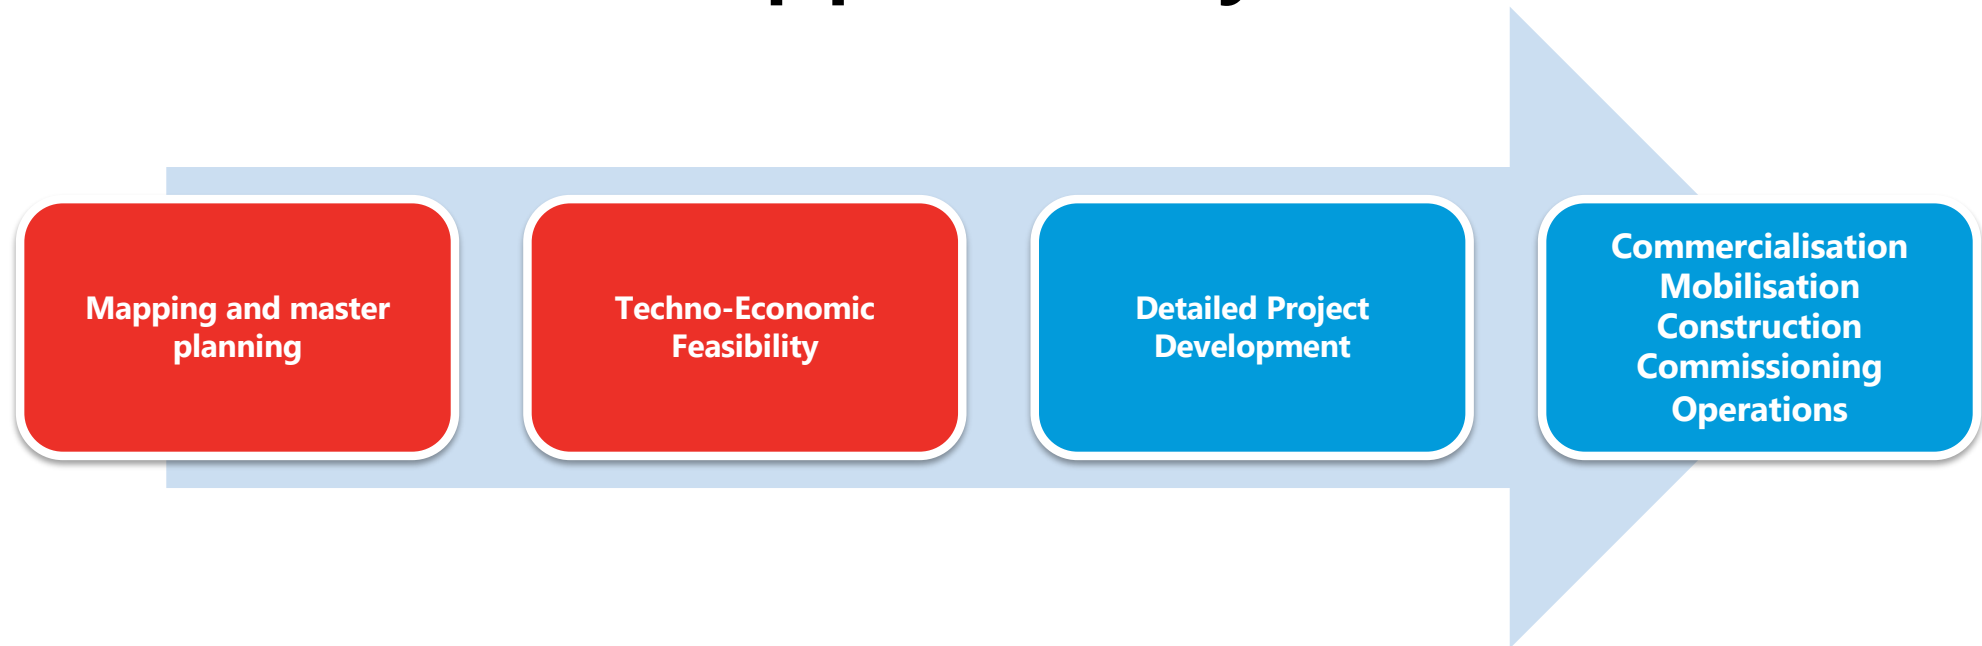 Mapping and master
planning
Techno-Economic
Feasibility
Detailed Project
Development
Commercialisation
Mobilisation
Construction
Commissioning
Operations